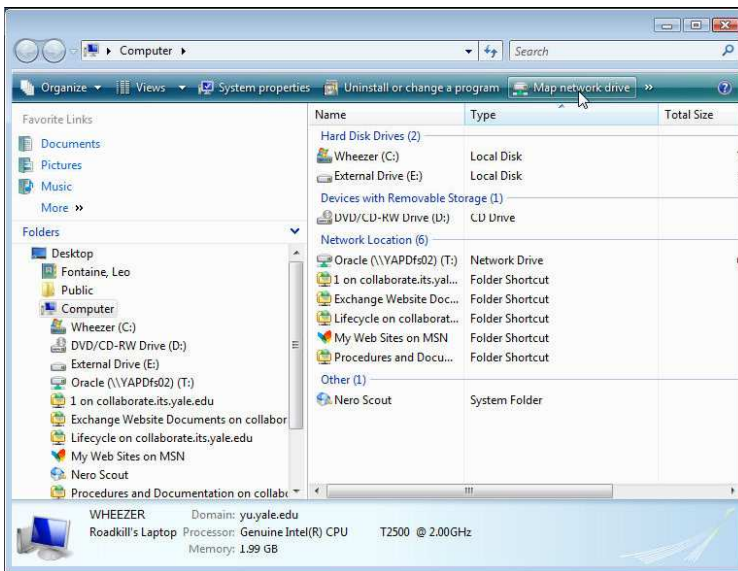 Computer
Search
Organize Views System properties Uninstall or change a program Map network drive »
Favorite Links
Documents
Pictures
Music
More »
Folders
Desktop
Fontaine, Leo
Public
Computer
Wheezer (C:)
DVD/CD-RW Drive (D:)
External Drive (E:)
Oracle (\\YAPDfs02) (T:)
1 on collaborate.its.yale.edu
Exchange Website Documents on collabor
Lifecycle on collaborate.its.yale.edu
My Web Sites on MSN
Nero Scout
Procedures and Documentation on collabc
Name Type Total Size
Hard Disk Drives (2)
Wheezer (C:) Local Disk
External Drive (E:) Local Disk
Devices with Removable Storage (1)
DVD/CD-RW Drive (D:) CD Drive
Network Location (6)
Oracle (\\YAPDfs02) (T:) Network Drive
1 on collaborate.its.yal... Folder Shortcut
Exchange Website Doc... Folder Shortcut
Lifecycle on collaborat... Folder Shortcut
My Web Sites on MSN Folder Shortcut
Procedures and Docu... Folder Shortcut
Other (1)
Nero Scout System Folder
WHEEZER Domain: yu.yale.edu
Roadkill's Laptop Processor: Genuine Intel(R) CPU T2500 @ 2.00GHz
Memory: 1.99 GB